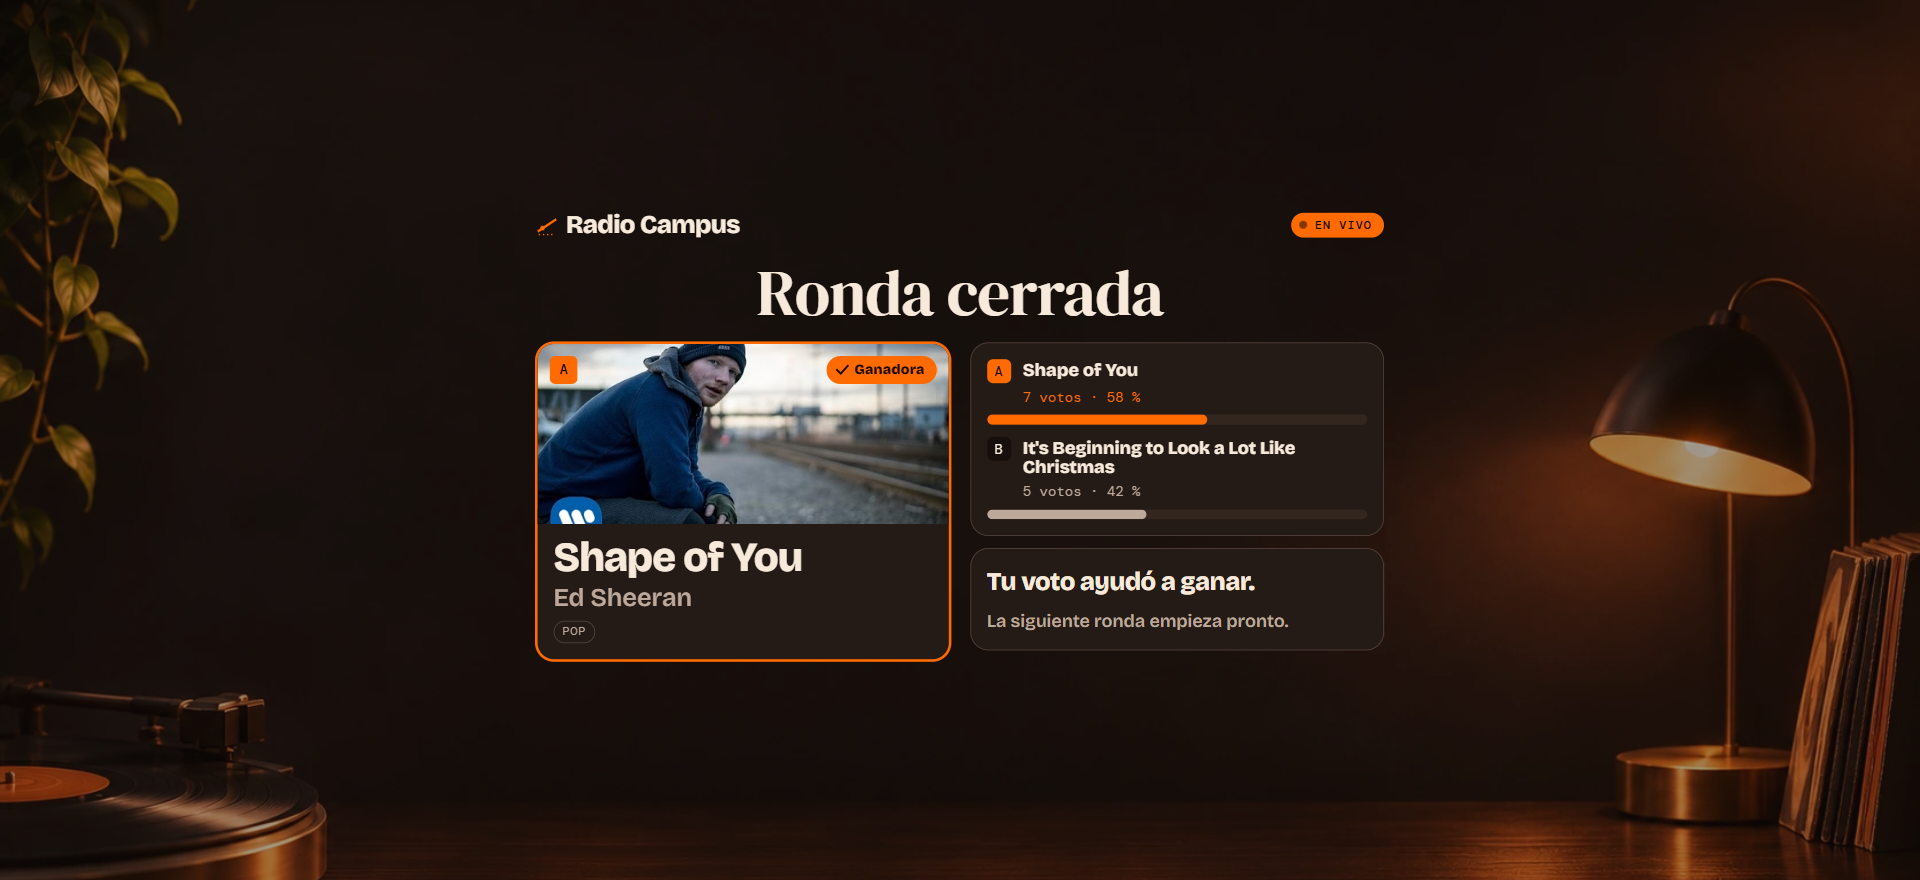 Radio Campus
EN VIVO
Ronda cerrada
A
Ganadora
Shape of You
Ed Sheeran
POP
A
Shape of You
7 votos · 58 %
B
It's Beginning to Look a Lot Like
Christmas
5 votos · 42 %
Tu voto ayudó a ganar.
La siguiente ronda empieza pronto.